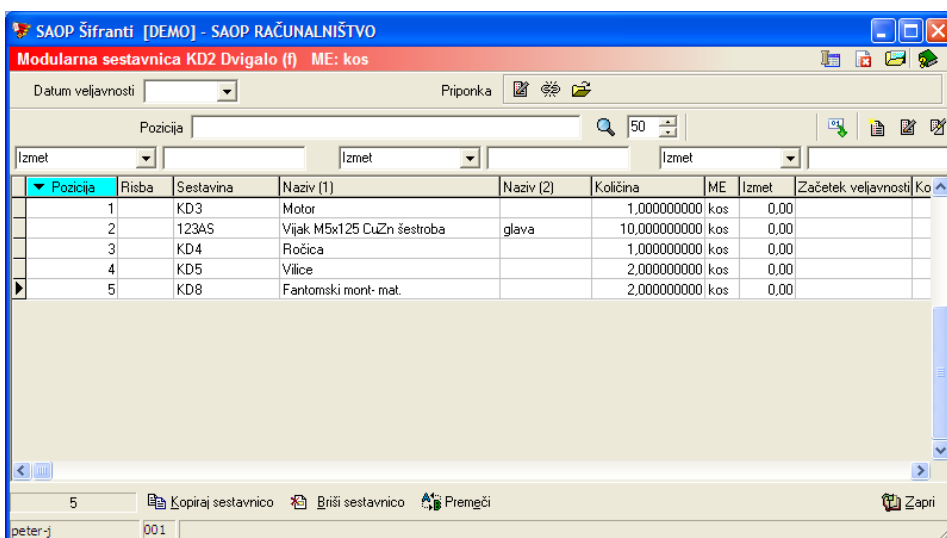 SAOP Šifranti [DEMO] - SAOP RAČUNALNIŠTVO
Modularna sestavnica KD2 Dvigalo (f) ME: kos
Datum veljavnosti Priponka
Pozicija 50
Izmet Izmet Izmet
Pozicija Risba Sestavina Naziv (1) Naziv (2) Količina ME Izmet Začetek veljavnosti Ko
1 KD3 Motor 1,000000000 kos 0,00
2 123AS Vijak M5x125 CuZn šestroba glava 10,000000000 kos 0,00
3 KD4 Ročica 1,000000000 kos 0,00
4 KD5 Vilice 2,000000000 kos 0,00
5 KD8 Fantomski mont- mat. 2,000000000 kos 0,00
5 Kopiraj sestavnico Briši sestavnico Premeči Zapri
peter-j 001